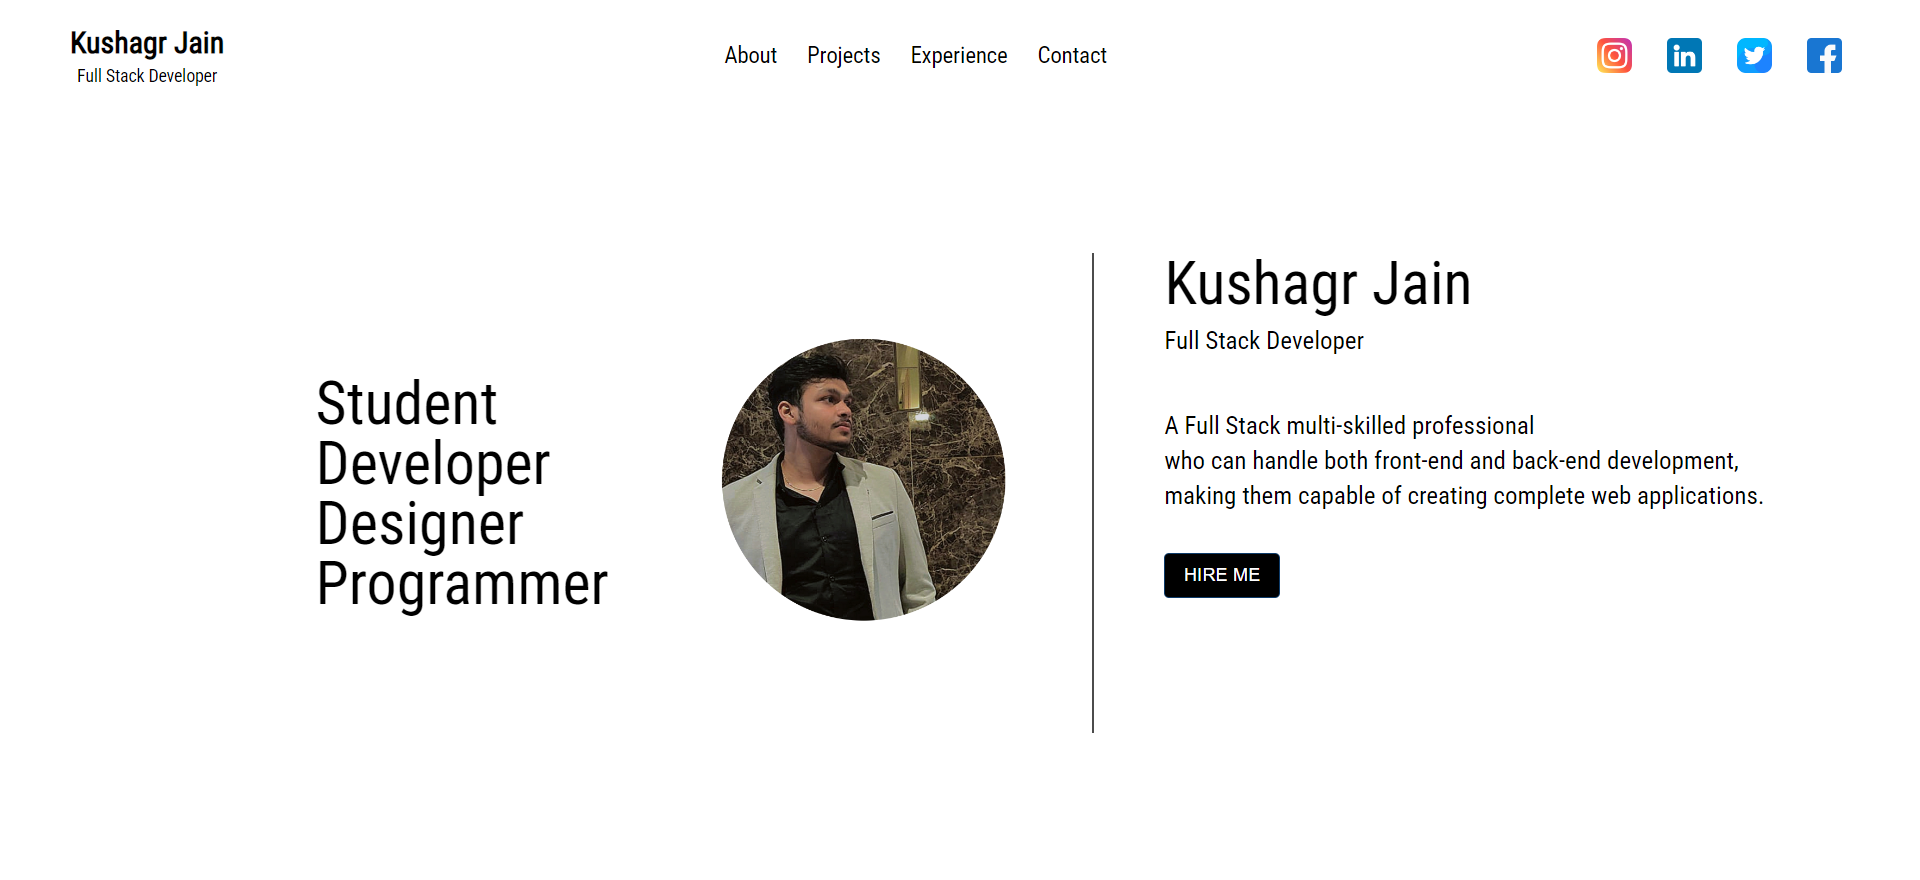 Kushagr Jain
Full Stack Developer
About Projects Experience Contact
in
Student
Developer
Designer
Programmer
Kushagr Jain
Full Stack Developer
A Full Stack multi-skilled professional
who can handle both front-end and back-end development,
making them capable of creating complete web applications.
HIRE ME